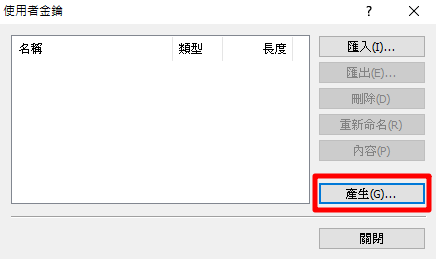 使用者金鑰
名稱 類型 長度
匯入(I)...
匯出(E)...
刪除(D)
重新命名(R)
內容(P)
產生(G)...
關閉